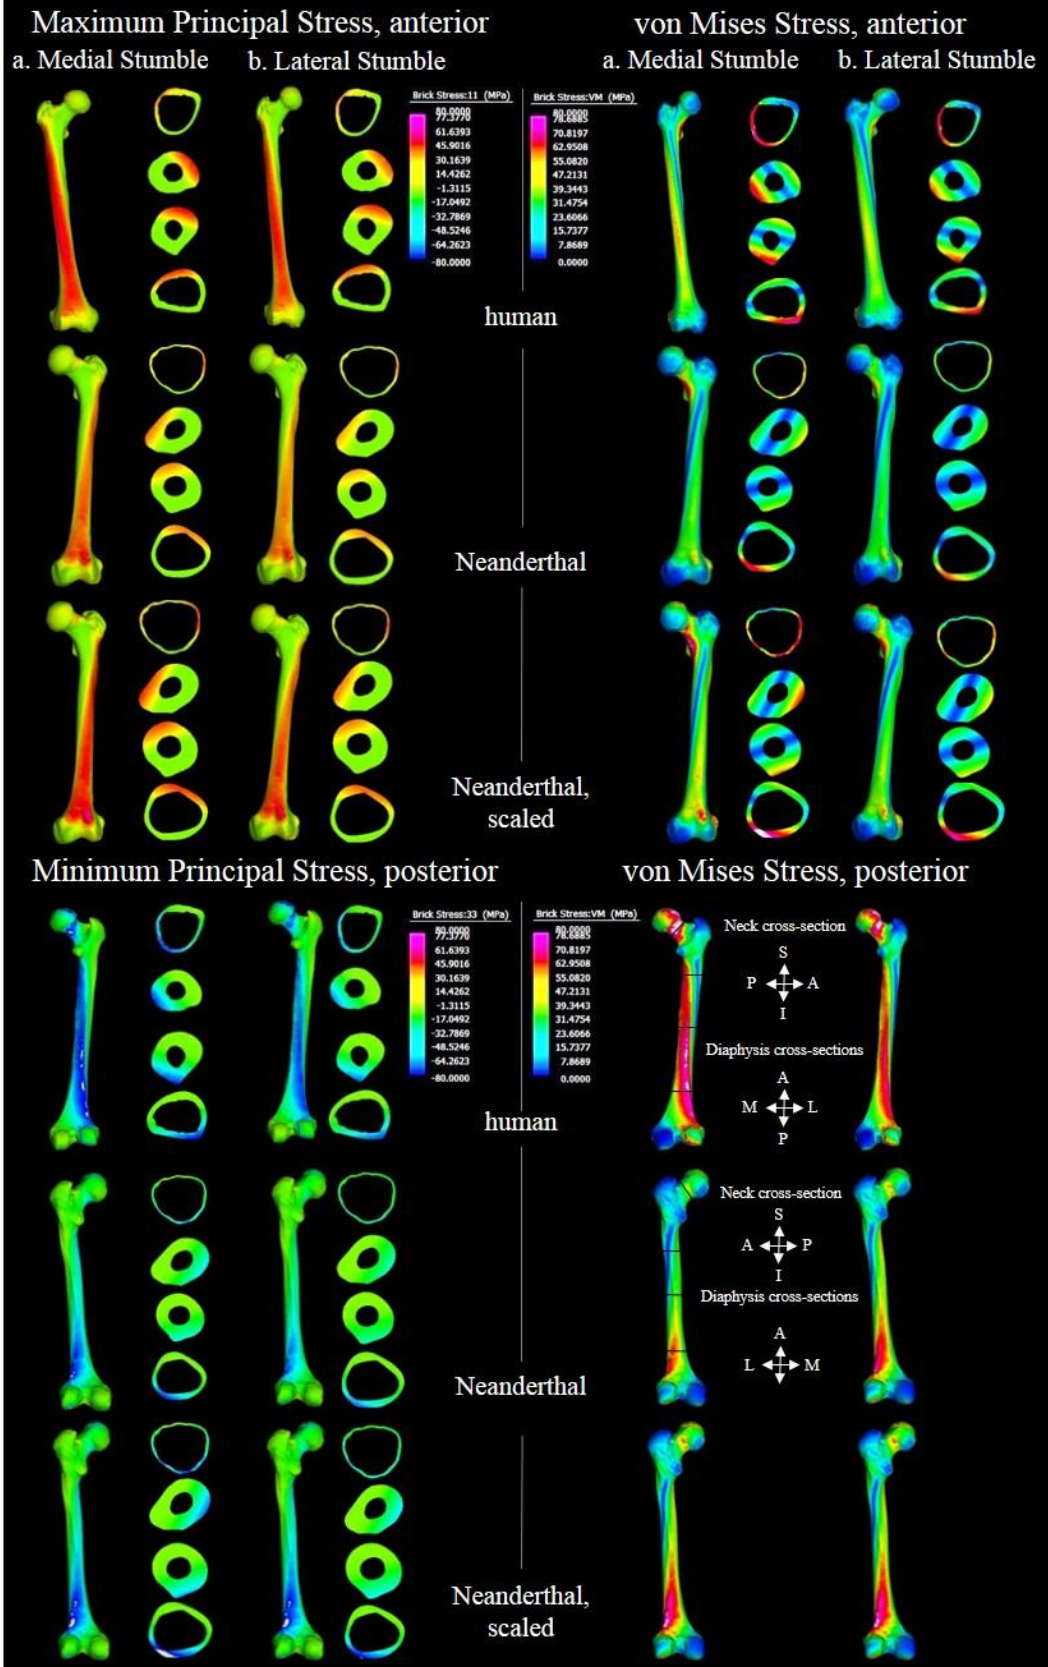 Maximum Principal Stress, anterior
von Mises Stress, anterior
a. Medial Stumble
b. Lateral Stumble
a. Medial Stumble
b. Lateral Stumble
Brick Stress:11 (MPa)
80.0000
77.3770
61.6393
45.9016
30.1639
14.4262
-1.3115
-17.0492
-32.7869
-48.5246
-64.2623
-80.0000
Brick Stress:VM (MPa)
80.0000
78.6885
70.8197
62.9508
55.0820
47.2131
39.3443
31.4754
23.6066
15.7377
7.8689
0.0000
human
Neanderthal
Neanderthal,
scaled
Minimum Principal Stress, posterior
von Mises Stress, posterior
Brick Stress:33 (MPa)
80.0000
77.3770
61.6393
45.9016
30.1639
14.4262
-1.3115
-17.0492
-32.7869
-48.5246
-64.2623
-80.0000
Brick Stress:VM (MPa)
80.0000
78.6885
70.8197
62.9508
55.0820
47.2131
39.3443
31.4754
23.6066
15.7377
7.8689
0.0000
Neck cross-section
S
P A
I
Diaphysis cross-sections
A
M L
P
human
Neck cross-section
S
A P
I
Diaphysis cross-sections
A
L M
Neanderthal
Neanderthal,
scaled